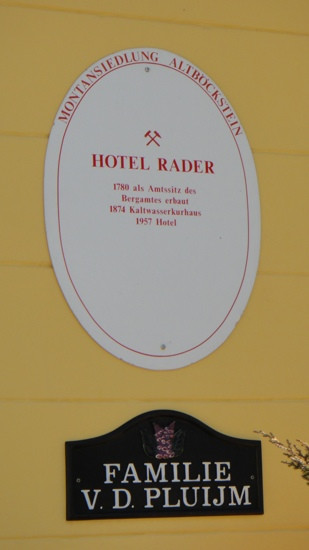 MONTANSIEDLUNG ALTBÖCKSTEIN
HOTEL RADER
1780 als Amtssitz des
Bergamtes erbaut
1874 Kaltwasserkurhaus
1957 Hotel
FAMILIE
V. D. PLUIJM